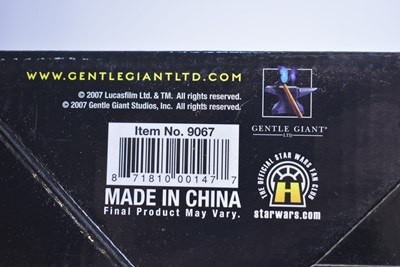 WWW.GENTLEGIANTLTD.COM
© 2007 Lucasfilm Ltd. & TM. All rights reserved.
© 2007 Gentle Giant Studios, Inc. All rights reserved.
GENTLE GIANT
LTD
Item No. 9067
8 71810 00147 7
MADE IN CHINA
Final Product May Vary.
THE OFFICIAL STAR WARS FAN CLUB
H
starwars.com